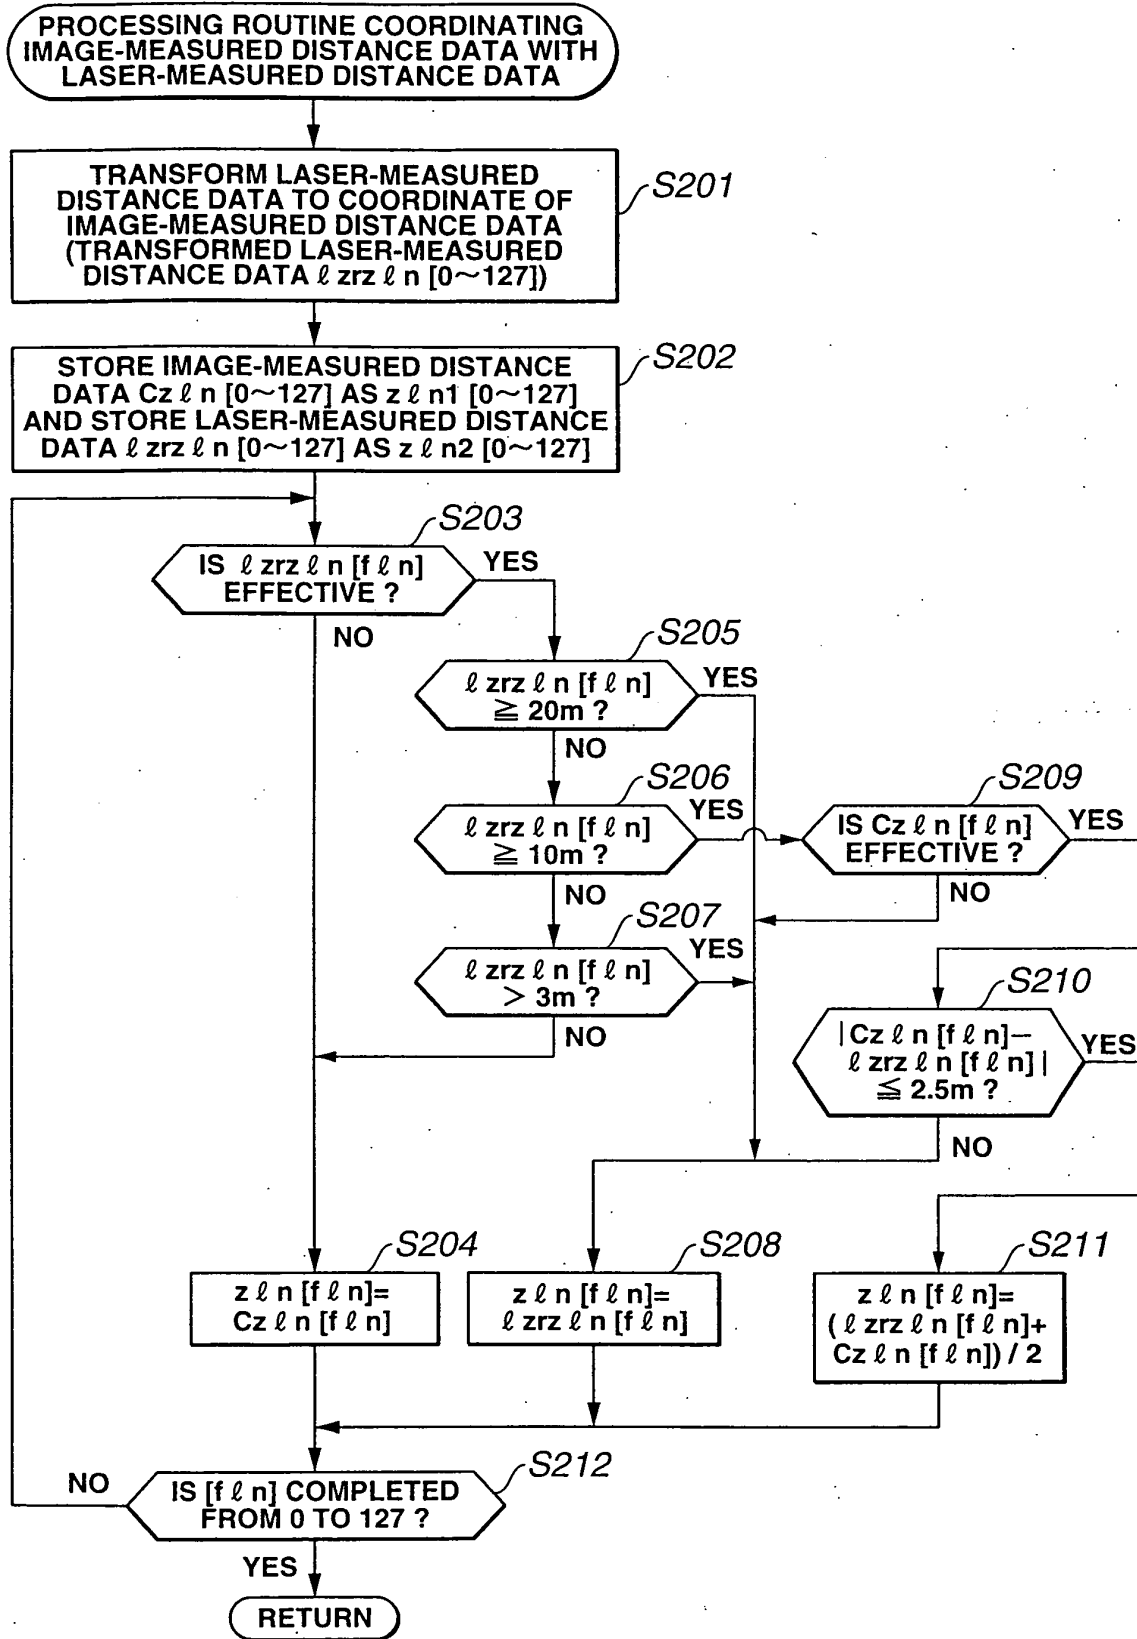 PROCESSING ROUTINE COORDINATING
IMAGE-MEASURED DISTANCE DATA WITH
LASER-MEASURED DISTANCE DATA
TRANSFORM LASER-MEASURED
DISTANCE DATA TO COORDINATE OF
IMAGE-MEASURED DISTANCE DATA
(TRANSFORMED LASER-MEASURED
DISTANCE DATA ℓ zrz ℓ n [0~127])
S201
STORE IMAGE-MEASURED DISTANCE
DATA Cz ℓ n [0~127] AS z ℓ n1 [0~127]
AND STORE LASER-MEASURED DISTANCE
DATA ℓ zrz ℓ n [0~127] AS z ℓ n2 [0~127]
S202
S203
IS ℓ zrz ℓ n [f ℓ n]
EFFECTIVE ?
YES
NO
S205
ℓ zrz ℓ n [f ℓ n]
≧ 20m ?
YES
NO
S206
ℓ zrz ℓ n [f ℓ n]
≧ 10m ?
YES
NO
S209
IS Cz ℓ n [f ℓ n]
EFFECTIVE ?
YES
NO
S207
ℓ zrz ℓ n [f ℓ n]
> 3m ?
YES
NO
S210
|Cz ℓ n [f ℓ n]−
ℓ zrz ℓ n [f ℓ n]|
≦ 2.5m ?
YES
NO
S204
z ℓ n [f ℓ n]=
Cz ℓ n [f ℓ n]
S208
z ℓ n [f ℓ n]=
ℓ zrz ℓ n [f ℓ n]
S211
z ℓ n [f ℓ n]=
( ℓ zrz ℓ n [f ℓ n]+
Cz ℓ n [f ℓ n]) / 2
S212
IS [f ℓ n] COMPLETED
FROM 0 TO 127 ?
NO
YES
RETURN